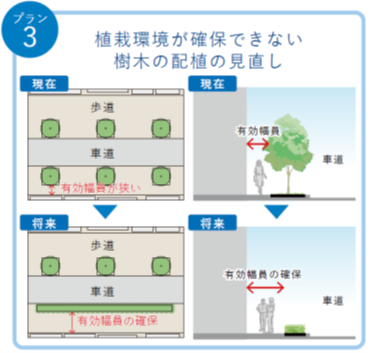 プラン
3
植栽環境が確保できない
樹木の配植の見直し
現在
歩道
車道
有効幅員が狭い
現在
有効幅員
車道
将来
歩道
車道
有効幅員の確保
将来
有効幅員の確保
車道